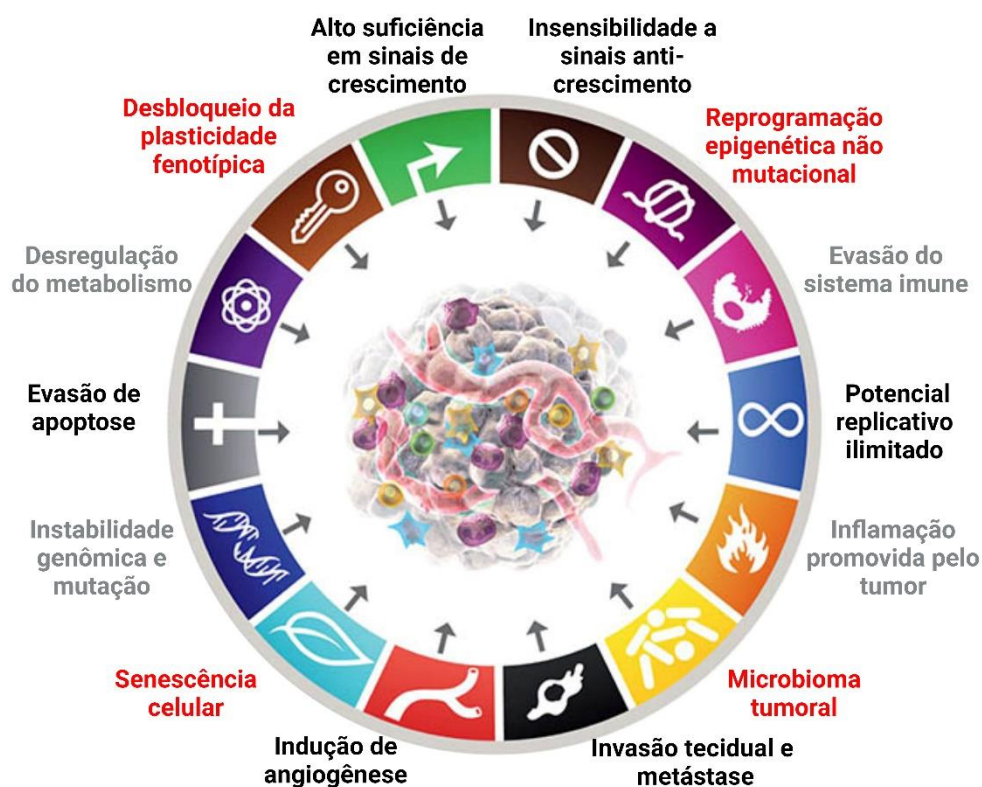 Alto suficiência
em sinais de
crescimento
Insensibilidade a
sinais anti-
crescimento
Desbloqueio da
plasticidade
fenotípica
Reprogramação
epigenética não
mutacional
Desregulação
do metabolismo
Evasão do
sistema imune
Evasão de
apoptose
Potencial
replicativo
ilimitado
Instabilidade
genômica e
mutação
Inflamação
promovida pelo
tumor
Senescência
celular
Microbioma
tumoral
Indução de
angiogênese
Invasão tecidual e
metástase